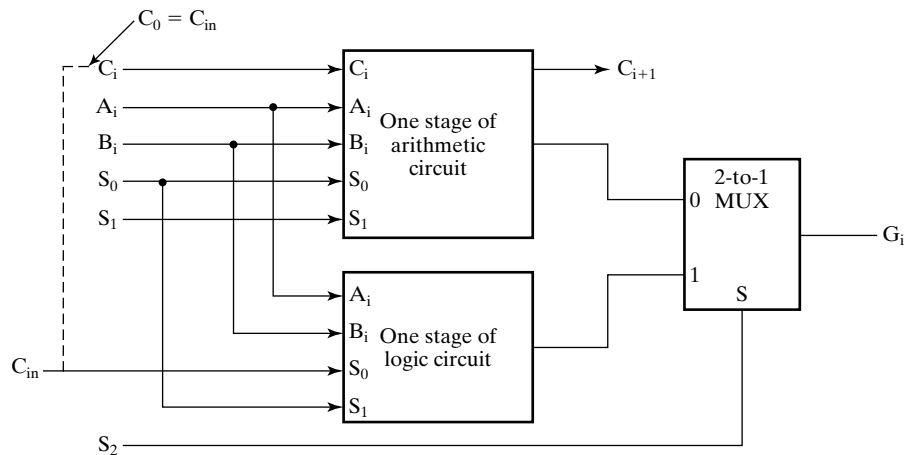 C₀ = Cᵢₙ
Cᵢ
Aᵢ
Bᵢ
S₀
S₁
Cᵢₙ
S₂
Cᵢ
Aᵢ
Bᵢ
S₀
S₁
One stage of
arithmetic
circuit
Cᵢ₊₁
Aᵢ
Bᵢ
S₀
S₁
One stage of
logic circuit
2-to-1
MUX
0
1
S
Gᵢ